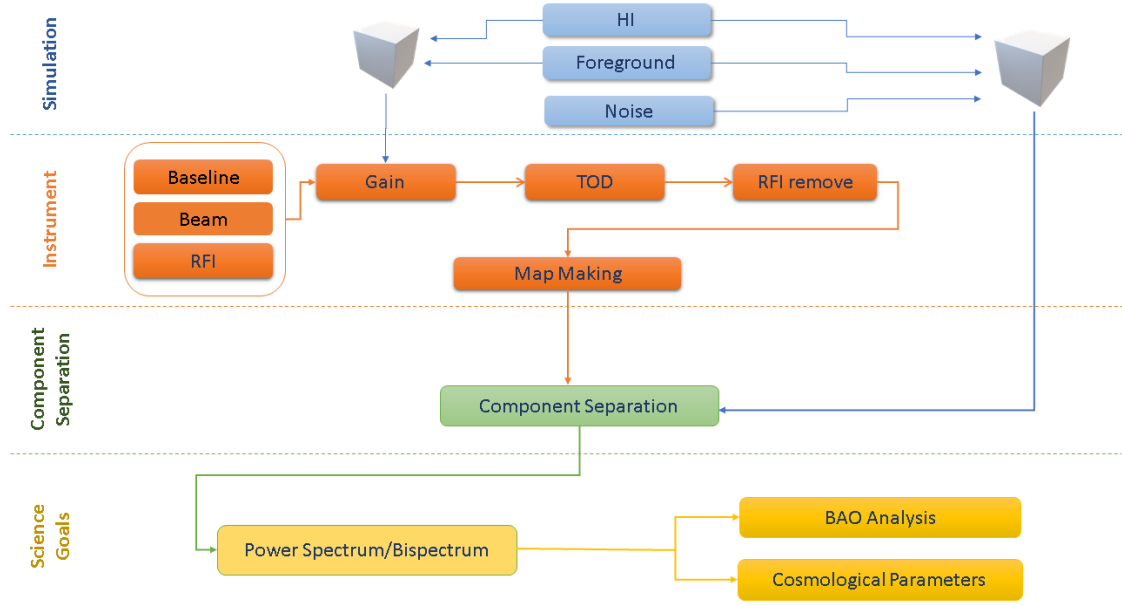 Simulation
HI
Foreground
Noise
Instrument
Baseline
Beam
RFI
Gain
TOD
RFI remove
Map Making
Component
Separation
Component Separation
Science
Goals
Power Spectrum/Bispectrum
BAO Analysis
Cosmological Parameters